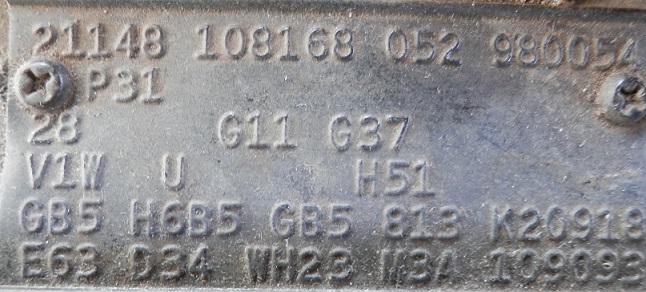 21148 108168 052 980054
P31
28 G11 G37
V1W U H51
GB5 H6B5 GB5 813 K20918
E63 D34 WH23 M3A 109093